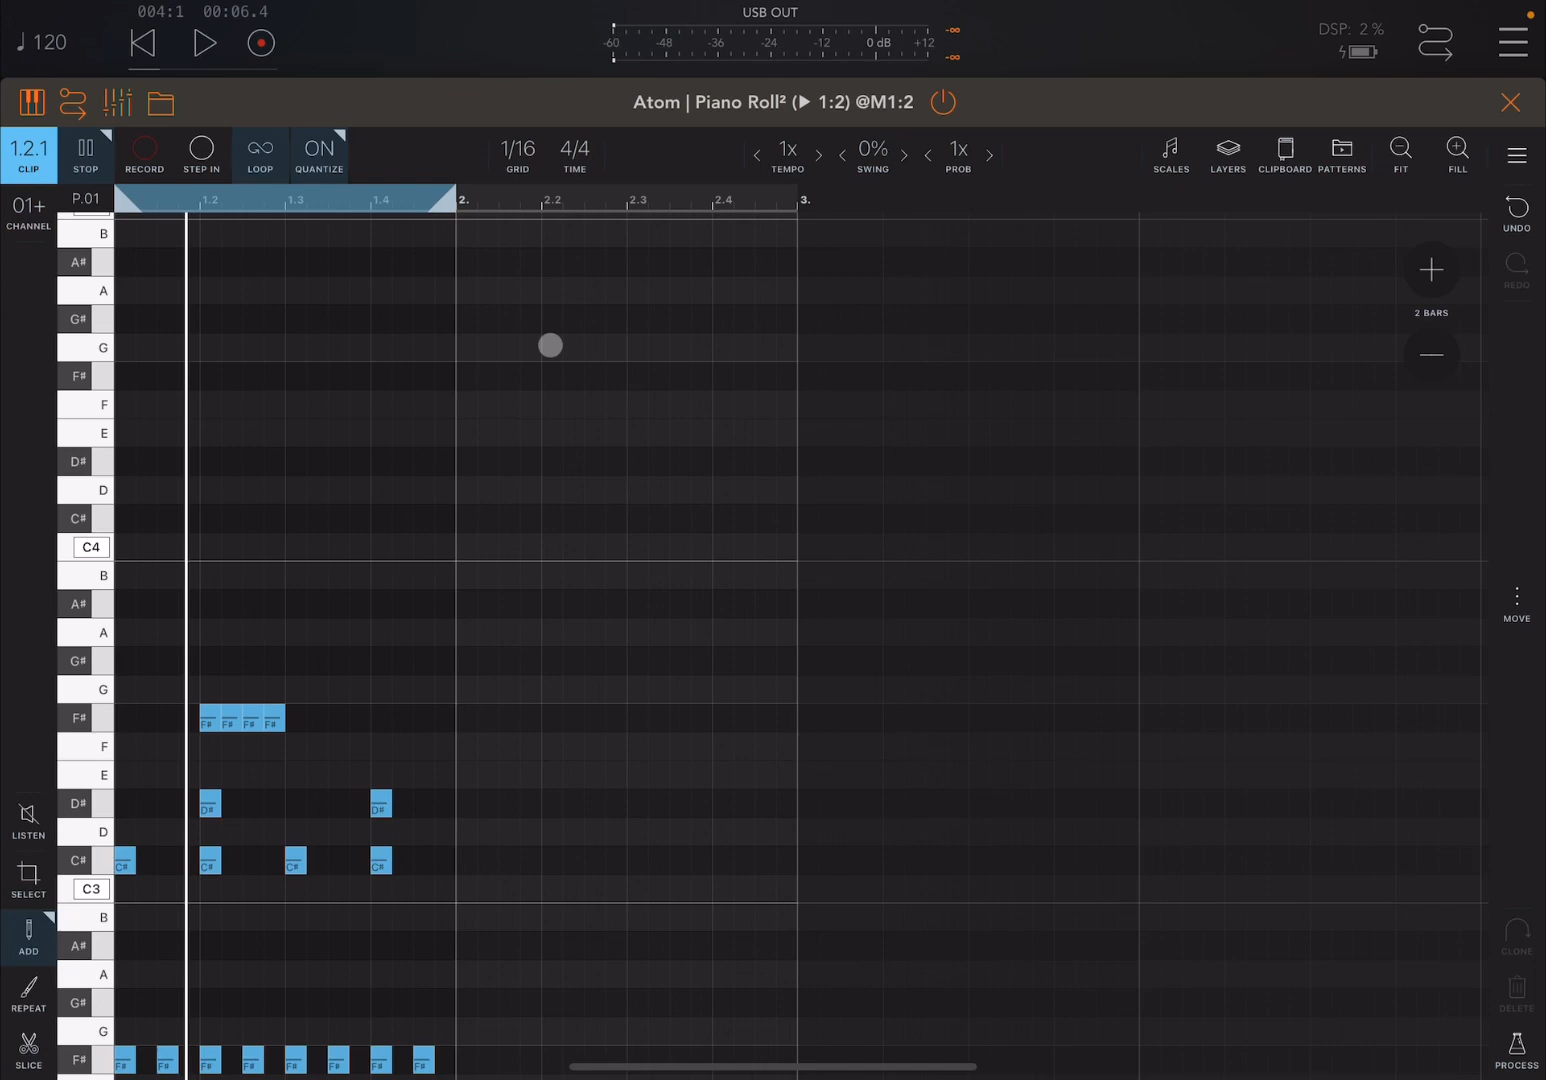 004:1 00:06.4
USB OUT
120
-60 -48 -36 -24 -12 0 dB +12
-∞
-∞
DSP: 2 %
Atom | Piano Roll² (▶ 1:2) @M1:2
1.2.1
CLIP
STOP
RECORD
STEP IN
LOOP
ON
QUANTIZE
1/16
GRID
4/4
TIME
< 1x >
TEMPO
< 0% >
SWING
< 1x >
PROB
SCALES
LAYERS
CLIPBOARD
PATTERNS
FIT
FILL
01+
CHANNEL
P.01
1.2 1.3 1.4 2. 2.2 2.3 2.4 3.
UNDO
REDO
2 BARS
B
A#
A
G#
G
F#
F
E
D#
D
C#
C4
B
A#
A
G#
G
F# F# F# F# F#
F
E
D# D# D#
D
C# C# C# C# C#
C3
B
A#
A
G#
G
F# F# F# F# F# F# F# F# F#
MOVE
LISTEN
SELECT
ADD
REPEAT
SLICE
CLONE
DELETE
PROCESS